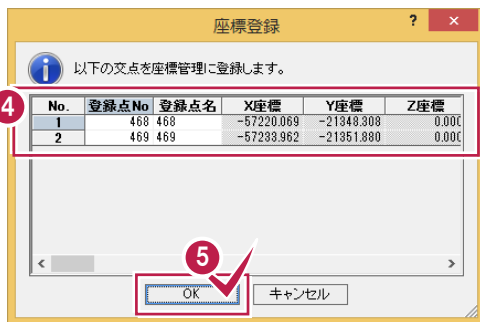 座標登録 ? ×
以下の交点を座標管理に登録します。
4
No. 登録点No 登録点名 X座標 Y座標 Z座標
1 468 468 -57220.069 -21348.308 0.000
2 469 469 -57233.962 -21351.880 0.000
5
OK キャンセル